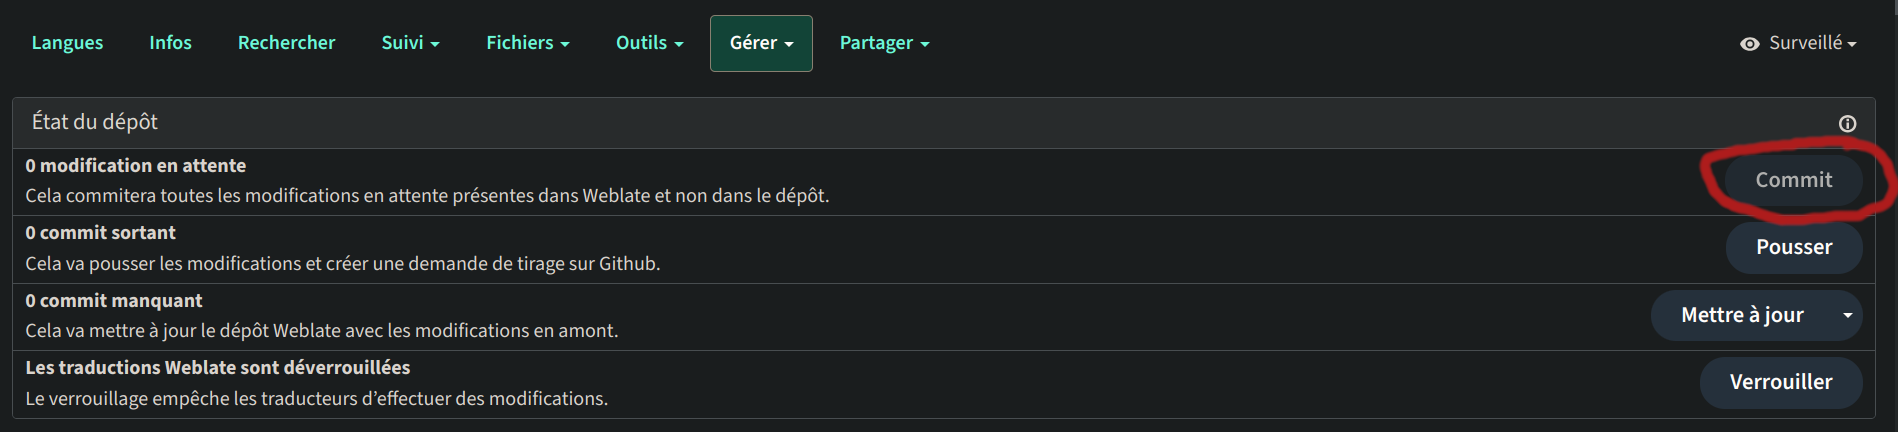 Langues Infos Rechercher Suivi Fichiers Outils Gérer Partager Surveillé
État du dépôt
0 modification en attente
Cela commitera toutes les modifications en attente présentes dans Weblate et non dans le dépôt.
Commit
0 commit sortant
Cela va pousser les modifications et créer une demande de tirage sur Github.
Pousser
0 commit manquant
Cela va mettre à jour le dépôt Weblate avec les modifications en amont.
Mettre à jour
Les traductions Weblate sont déverrouillées
Le verrouillage empêche les traducteurs d’effectuer des modifications.
Verrouiller